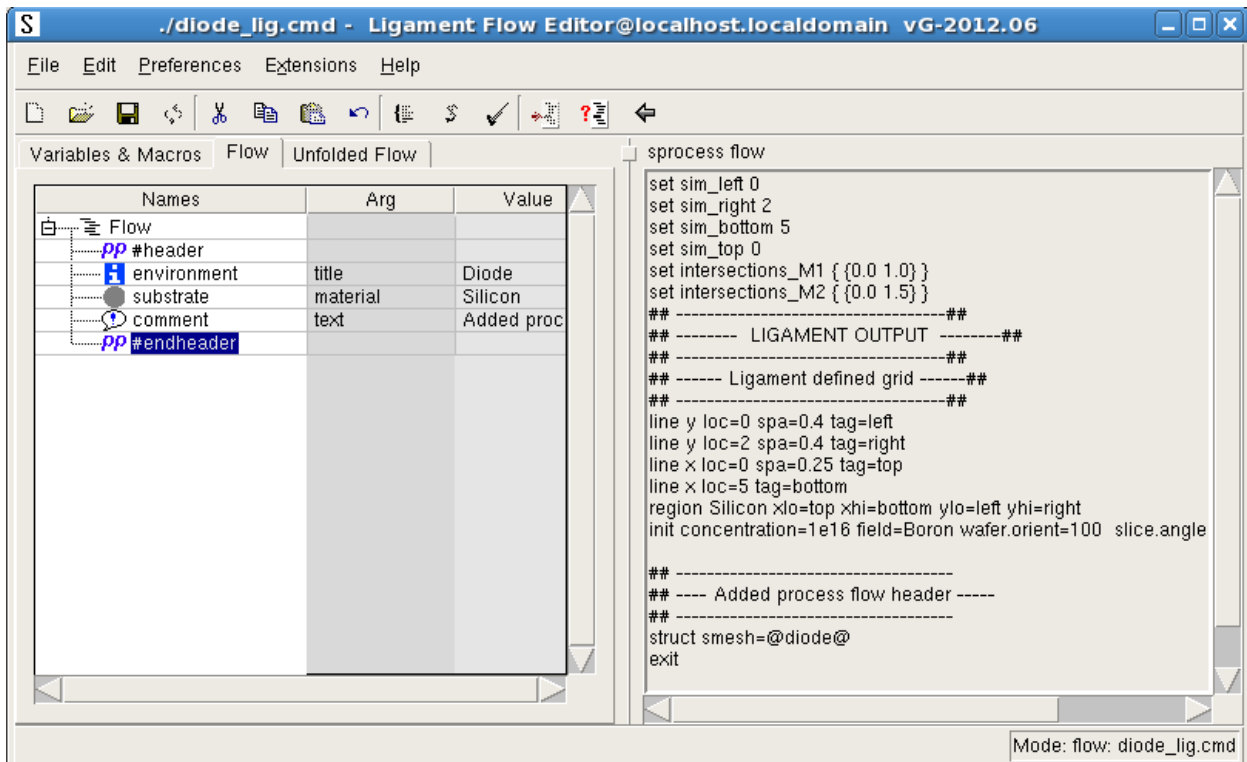 S ./diode_lig.cmd - Ligament Flow Editor@localhost.localdomain vG-2012.06
File Edit Preferences Extensions Help
Variables & Macros Flow Unfolded Flow
Names Arg Value
Flow
pp #header
environment title Diode
substrate material Silicon
comment text Added proc
pp #endheader
sprocess flow
set sim_left 0
set sim_right 2
set sim_bottom 5
set sim_top 0
set intersections_M1 { {0.0 1.0} }
set intersections_M2 { {0.0 1.5} }
## -----------------------------------##
## -------- LIGAMENT OUTPUT --------##
## -----------------------------------##
## ------ Ligament defined grid ------##
## -----------------------------------##
line y loc=0 spa=0.4 tag=left
line y loc=2 spa=0.4 tag=right
line x loc=0 spa=0.25 tag=top
line x loc=5 tag=bottom
region Silicon xlo=top xhi=bottom ylo=left yhi=right
init concentration=1e16 field=Boron wafer.orient=100 slice.angle
## ------------------------------------
## ---- Added process flow header -----
## ------------------------------------
struct smesh=@diode@
exit
Mode: flow: diode_lig.cmd